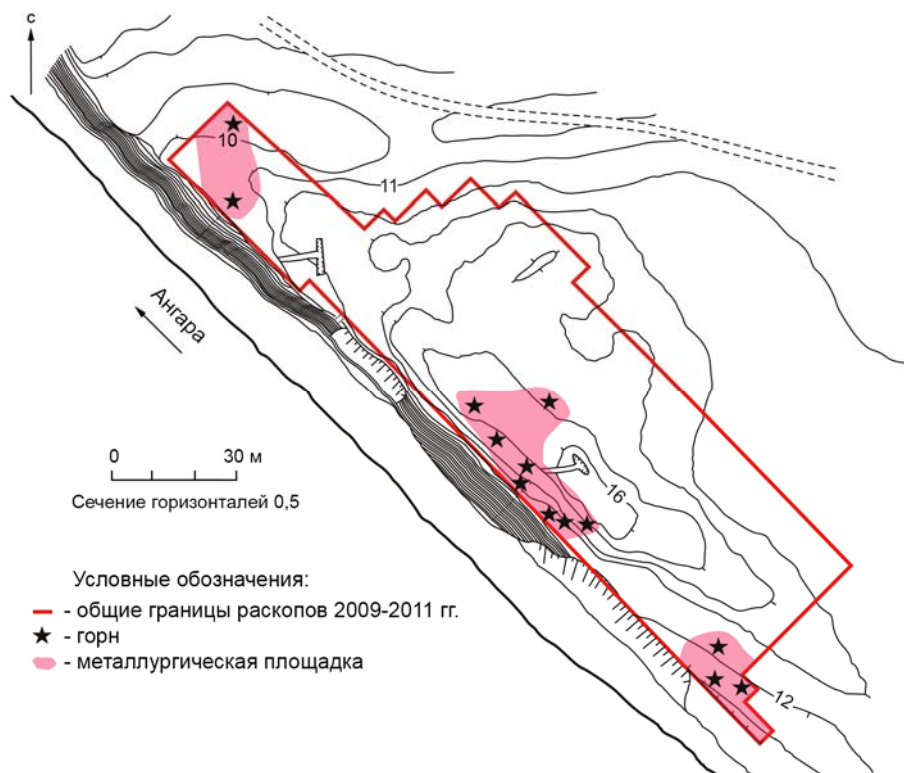 с
10
11
Ангара
0 30 м
Сечение горизонталей 0,5
16
Условные обозначения:
- общие границы раскопов 2009-2011 гг.
- горн
- металлургическая площадка
12